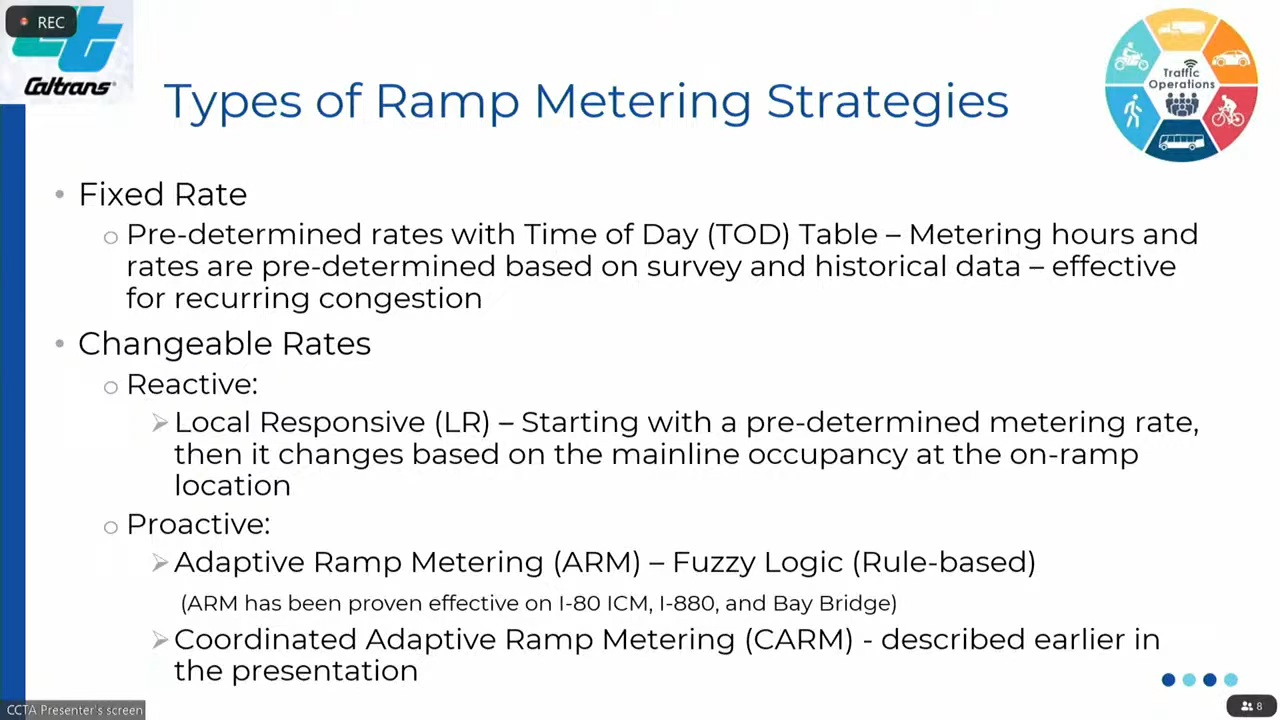 REC
Caltrans®
Types of Ramp Metering Strategies
Traffic
Operations
• Fixed Rate
o Pre-determined rates with Time of Day (TOD) Table – Metering hours and
rates are pre-determined based on survey and historical data – effective
for recurring congestion
• Changeable Rates
o Reactive:
➢ Local Responsive (LR) – Starting with a pre-determined metering rate,
then it changes based on the mainline occupancy at the on-ramp
location
o Proactive:
➢ Adaptive Ramp Metering (ARM) – Fuzzy Logic (Rule-based)
(ARM has been proven effective on I-80 ICM, I-880, and Bay Bridge)
➢ Coordinated Adaptive Ramp Metering (CARM) - described earlier in
the presentation
CCTA Presenter's screen
8